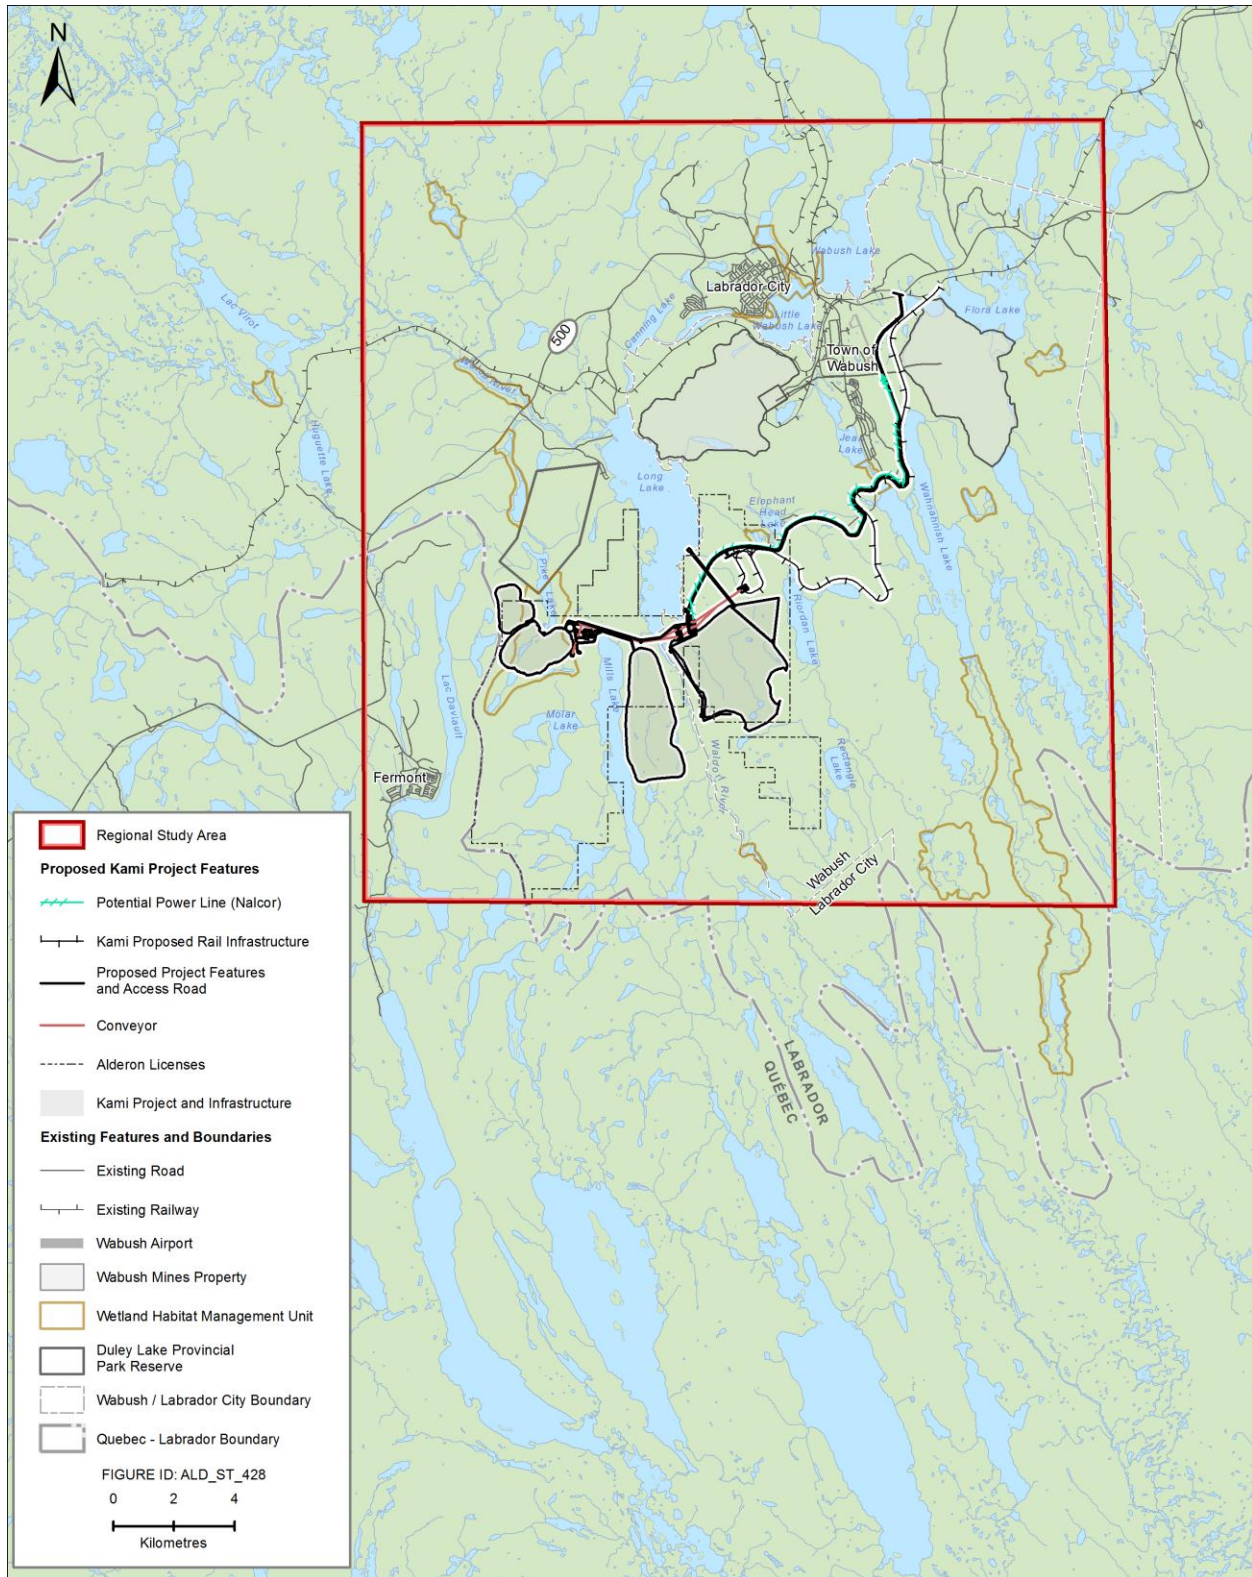 N
Wabush Lake
Labrador City
Lac Virot
Canning Lake
Little
Wabush Lake
Flora Lake
500
Town of
Wabush
Walsh River
Huguette Lake
Jean
Lake
Long
Lake
Elephant
Head
Lake
Wahnahnish Lake
Pike Lake
Riordan Lake
Mills Lake
Lac Daviault
Molar
Lake
Waldorf River
Rectangle
Lake
Fermont
Wabush
Labrador City
LABRADOR
QUÉBEC
Regional Study Area
Proposed Kami Project Features
Potential Power Line (Nalcor)
Kami Proposed Rail Infrastructure
Proposed Project Features
and Access Road
Conveyor
Alderon Licenses
Kami Project and Infrastructure
Existing Features and Boundaries
Existing Road
Existing Railway
Wabush Airport
Wabush Mines Property
Wetland Habitat Management Unit
Duley Lake Provincial
Park Reserve
Wabush / Labrador City Boundary
Quebec - Labrador Boundary
FIGURE ID: ALD_ST_428
0 2 4
Kilometres